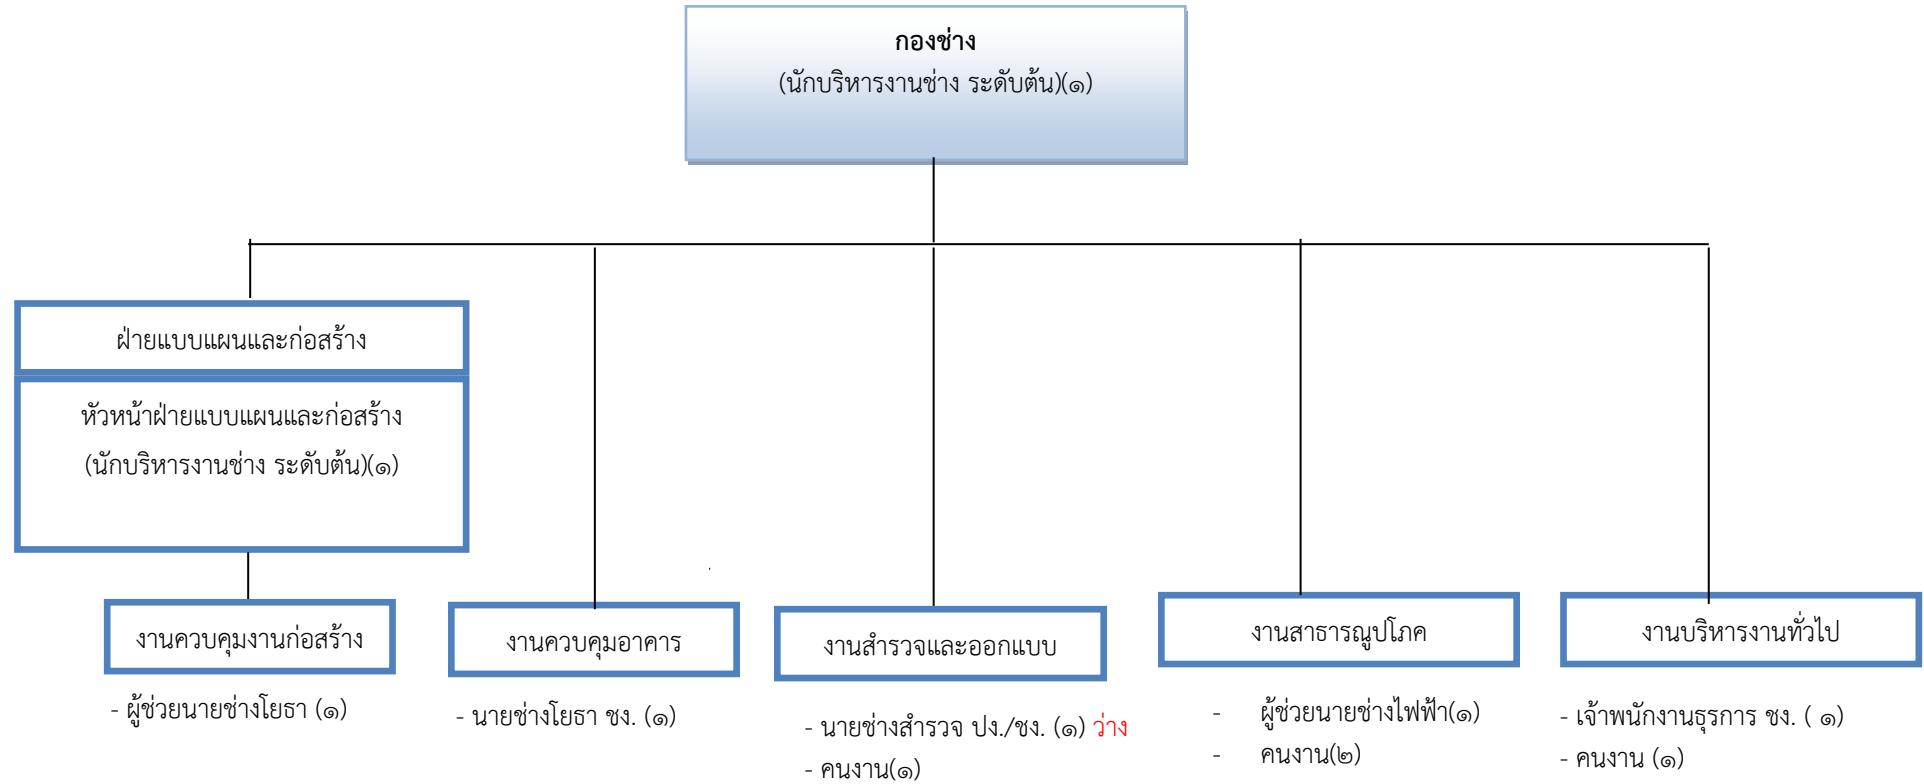 กองช่าง
(นักบริหารงานช่าง ระดับต้น)(๑)
ฝ่ายแบบแผนและก่อสร้าง
หัวหน้าฝ่ายแบบแผนและก่อสร้าง
(นักบริหารงานช่าง ระดับต้น)(๑)
งานควบคุมงานก่อสร้าง
- ผู้ช่วยนายช่างโยธา (๑)
งานควบคุมอาคาร
- นายช่างโยธา ชง. (๑)
งานสำรวจและออกแบบ
- นายช่างสำรวจ ปง./ชง. (๑) ว่าง
- คนงาน(๑)
งานสาธารณูปโภค
- ผู้ช่วยนายช่างไฟฟ้า(๑)
- คนงาน(๒)
งานบริหารงานทั่วไป
- เจ้าพนักงานธุรการ ชง. ( ๑)
- คนงาน (๑)